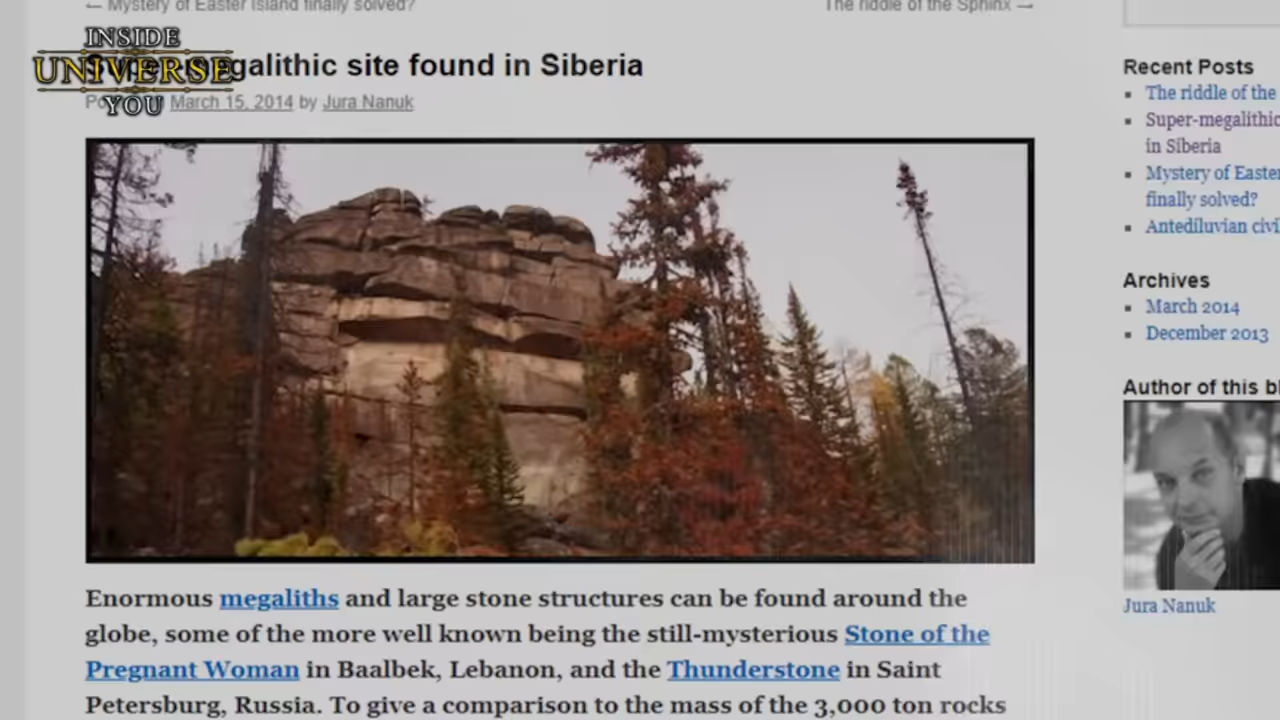 ← Mystery of Easter Island finally solved?
The riddle of the Sphinx →
INSIDE
UNIVERSE
YOU
megalithic site found in Siberia
March 15, 2014 by Jura Nanuk
Enormous megaliths and large stone structures can be found around the
globe, some of the more well known being the still-mysterious Stone of the
Pregnant Woman in Baalbek, Lebanon, and the Thunderstone in Saint
Petersburg, Russia. To give a comparison to the mass of the 3,000 ton rocks
Recent Posts
The riddle of the
Super-megalithic
in Siberia
Mystery of Easter
finally solved?
Antediluvian civi
Archives
March 2014
December 2013
Author of this bl
Jura Nanuk